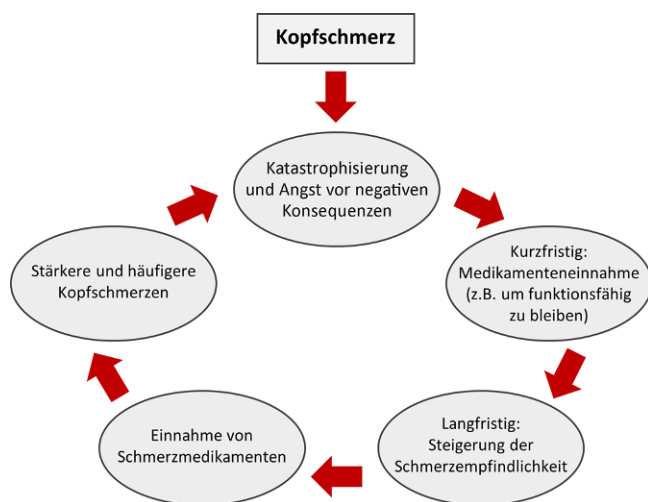 Kopfschmerz
Katastrophisierung
und Angst vor negativen
Konsequenzen
Kurzfristig:
Medikamenteneinnahme
(z.B. um funktionsfähig
zu bleiben)
Langfristig:
Steigerung der
Schmerzempfindlichkeit
Einnahme von
Schmerzmedikamenten
Stärkere und häufigere
Kopfschmerzen